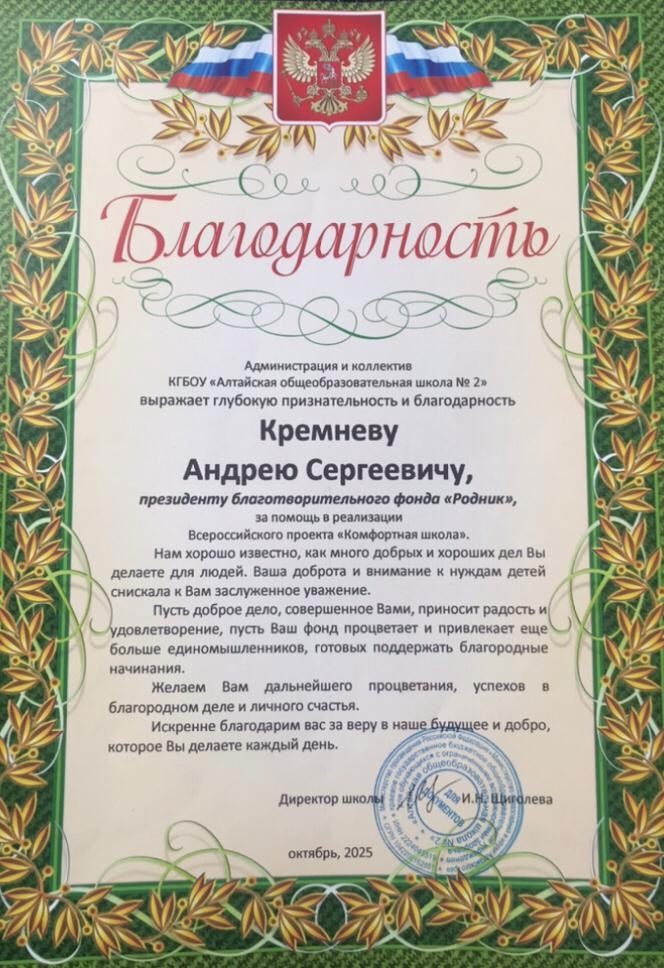 Благодарность
Администрация и коллектив
КГБОУ «Алтайская общеобразовательная школа № 2»
выражает глубокую признательность и благодарность
Кремневу
Андрею Сергеевичу,
президенту благотворительного фонда «Родник»,
за помощь в реализации
Всероссийского проекта «Комфортная школа».
Нам хорошо известно, как много добрых и хороших дел Вы
делаете для людей. Ваша доброта и внимание к нуждам детей
снискала к Вам заслуженное уважение.
Пусть доброе дело, совершенное Вами, приносит радость и
удовлетворение, пусть Ваш фонд процветает и привлекает еще
больше единомышленников, готовых поддержать благородные
начинания.
Желаем Вам дальнейшего процветания, успехов в
благородном деле и личного счастья.
Искренне благодарим вас за веру в наше будущее и добро,
которое Вы делаете каждый день.
Директор школы И.Н. Щиголева
для
документов
октябрь, 2025